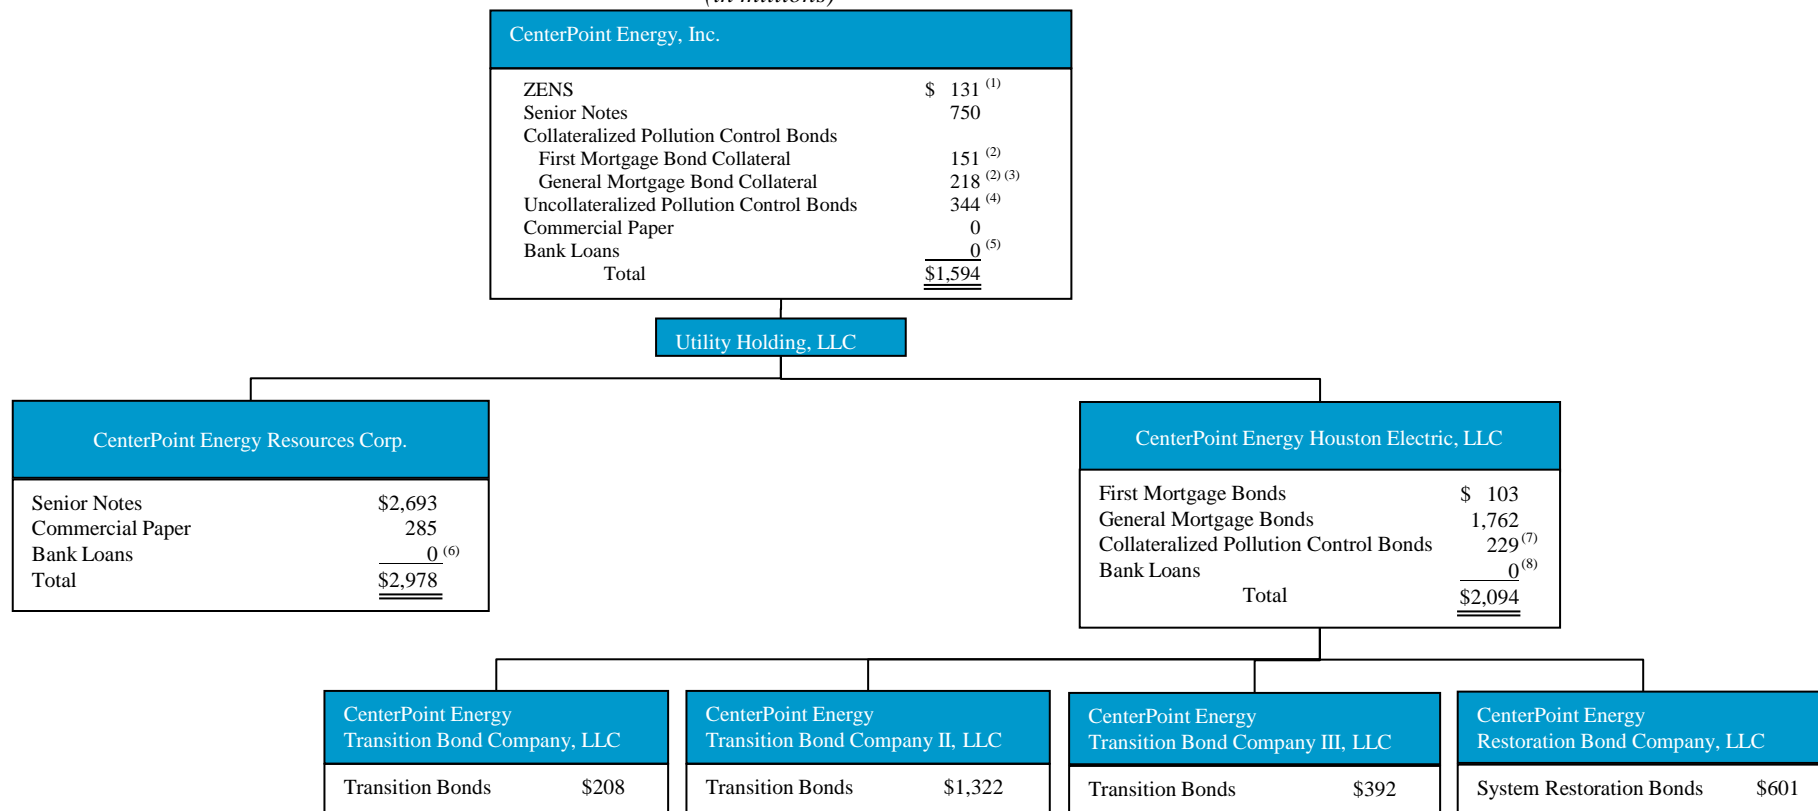 (in millions)
CenterPoint Energy, Inc.
ZENS $ 131 (1)
Senior Notes 750
Collateralized Pollution Control Bonds
First Mortgage Bond Collateral 151 (2)
General Mortgage Bond Collateral 218 (2) (3)
Uncollateralized Pollution Control Bonds 344 (4)
Commercial Paper 0
Bank Loans 0 (5)
Total $1,594
Utility Holding, LLC
CenterPoint Energy Resources Corp.
Senior Notes $2,693
Commercial Paper 285
Bank Loans 0 (6)
Total $2,978
CenterPoint Energy Houston Electric, LLC
First Mortgage Bonds $ 103
General Mortgage Bonds 1,762
Collateralized Pollution Control Bonds 229 (7)
Bank Loans 0 (8)
Total $2,094
CenterPoint Energy
Transition Bond Company, LLC
Transition Bonds $208
CenterPoint Energy
Transition Bond Company II, LLC
Transition Bonds $1,322
CenterPoint Energy
Transition Bond Company III, LLC
Transition Bonds $392
CenterPoint Energy
Restoration Bond Company, LLC
System Restoration Bonds $601